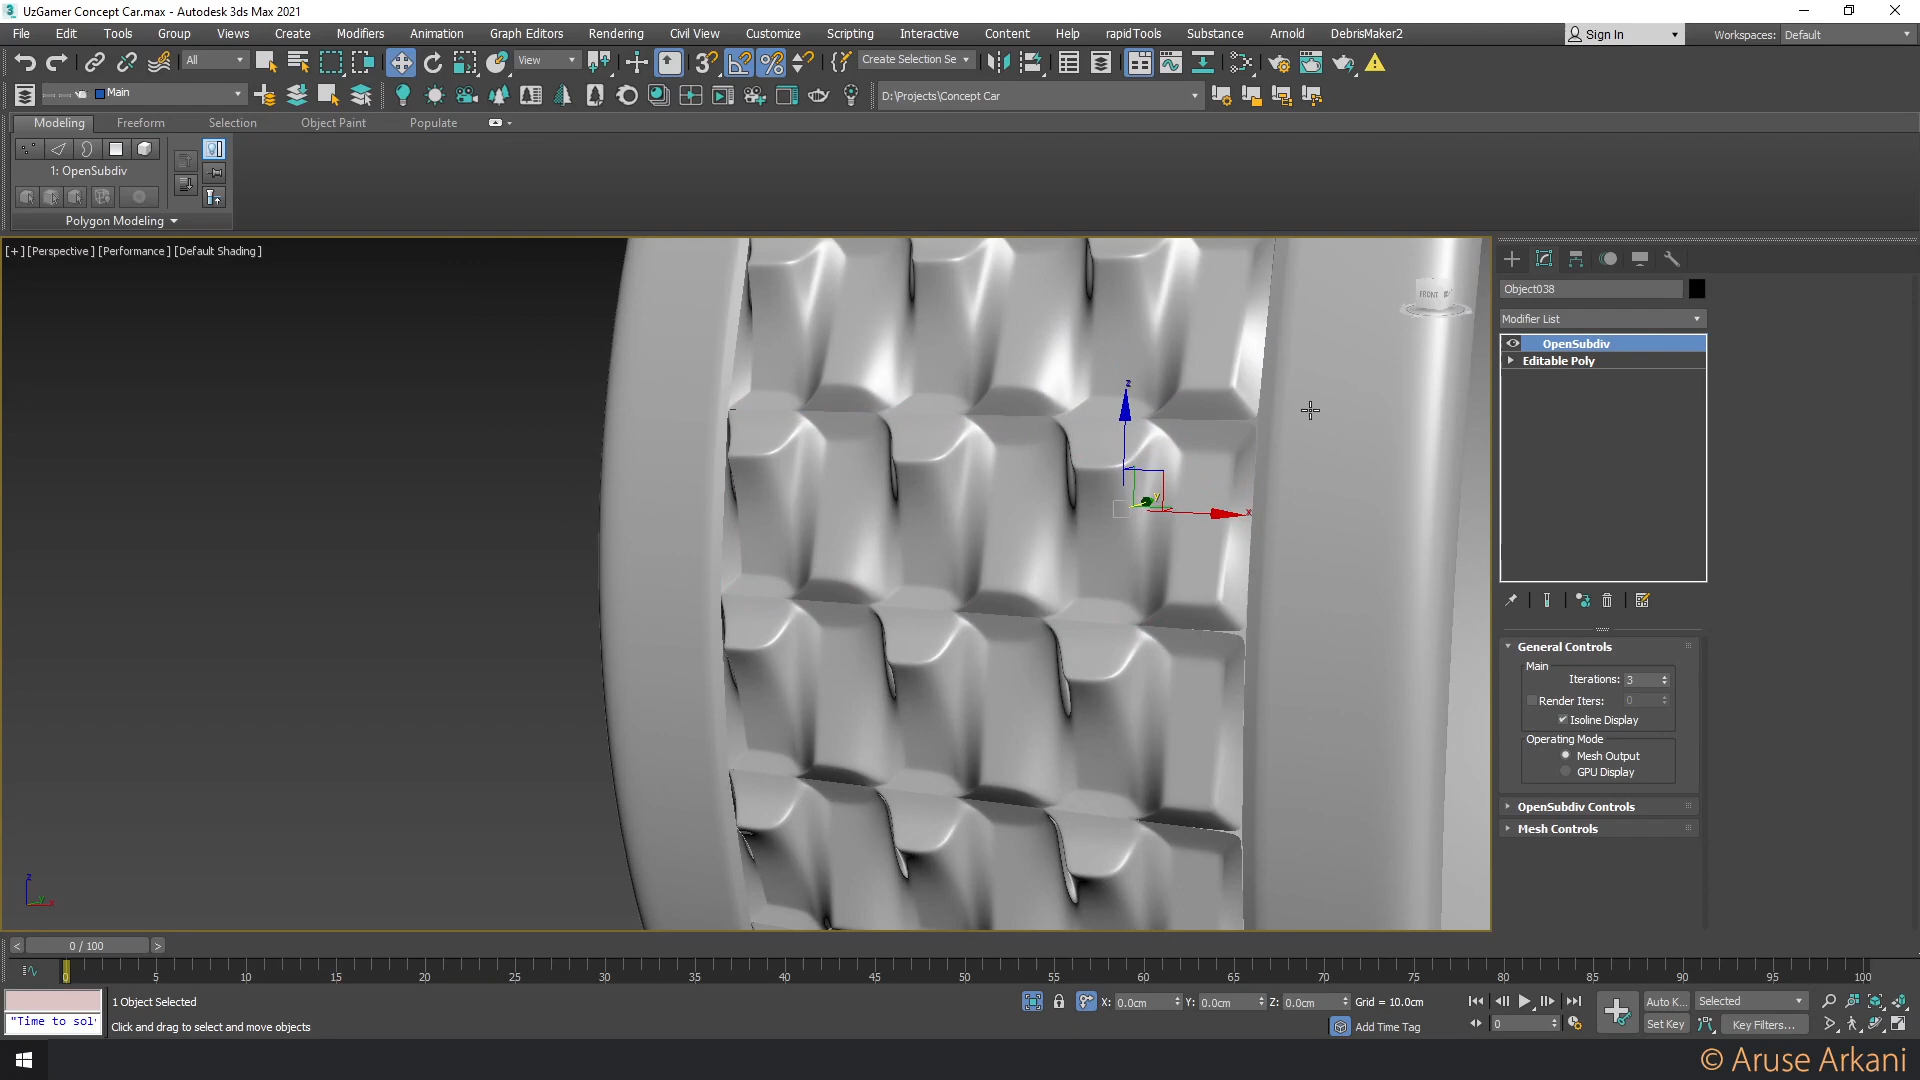 UzGamer Concept Car.max - Autodesk 3ds Max 2021
File Edit Tools Group Views Create Modifiers Animation Graph Editors Rendering Civil View Customize Scripting Interactive Content Help rapidTools Substance Arnold DebrisMaker2
Sign In
Workspaces: Default
All
View
Create Selection Se
Main
D:\Projects\Concept Car
Modeling Freeform Selection Object Paint Populate
1: OpenSubdiv
Polygon Modeling
[+] [Perspective ] [Performance ] [Default Shading ]
FRONT
z
y
x
Object038
Modifier List
OpenSubdiv
Editable Poly
General Controls
Main
Iterations: 3
Render Iters: 0
Isoline Display
Operating Mode
Mesh Output
GPU Display
OpenSubdiv Controls
Mesh Controls
z
x
< 0 / 100 >
0 5 10 15 20 25 30 35 40 45 50 55 60 65 70 75 80 85 90 95 100
1 Object Selected
X: 0.0cm Y: 0.0cm Z: 0.0cm Grid = 10.0cm
Auto K... Selected
"Time to sol
Click and drag to select and move objects
Add Time Tag
0
Set Key Key Filters...
© Aruse Arkani